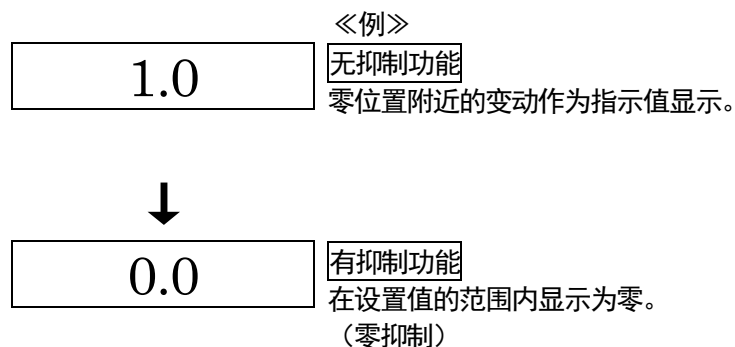 ≪例≫
1.0
无抑制功能
零位置附近的变动作为指示值显示。
↓
0.0
有抑制功能
在设置值的范围内显示为零。
（零抑制）